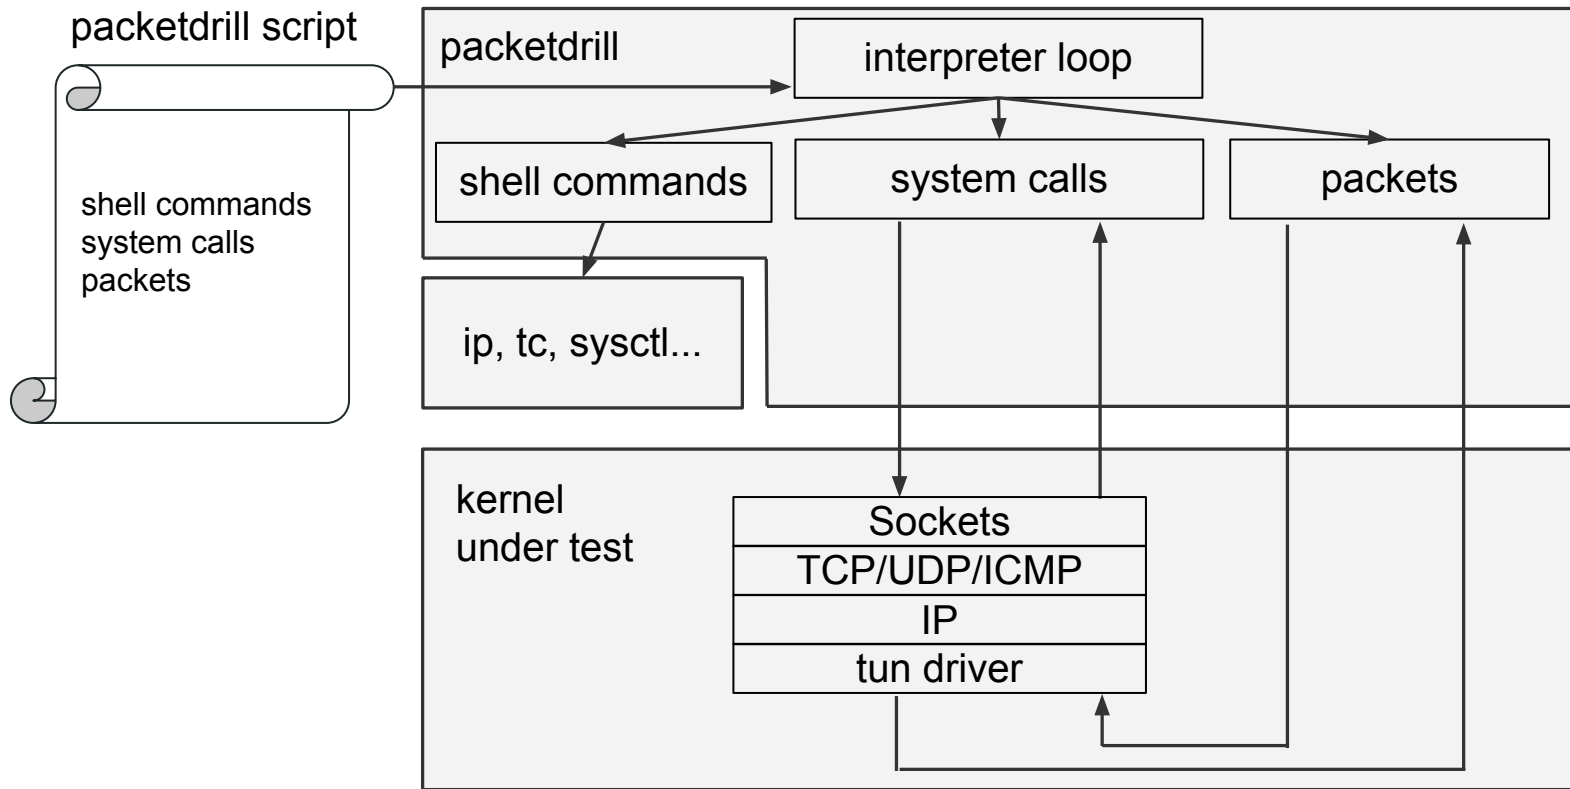 packetdrill script
shell commands
system calls
packets
packetdrill
interpreter loop
shell commands
system calls
packets
ip, tc, sysctl...
kernel
under test
Sockets
TCP/UDP/ICMP
IP
tun driver